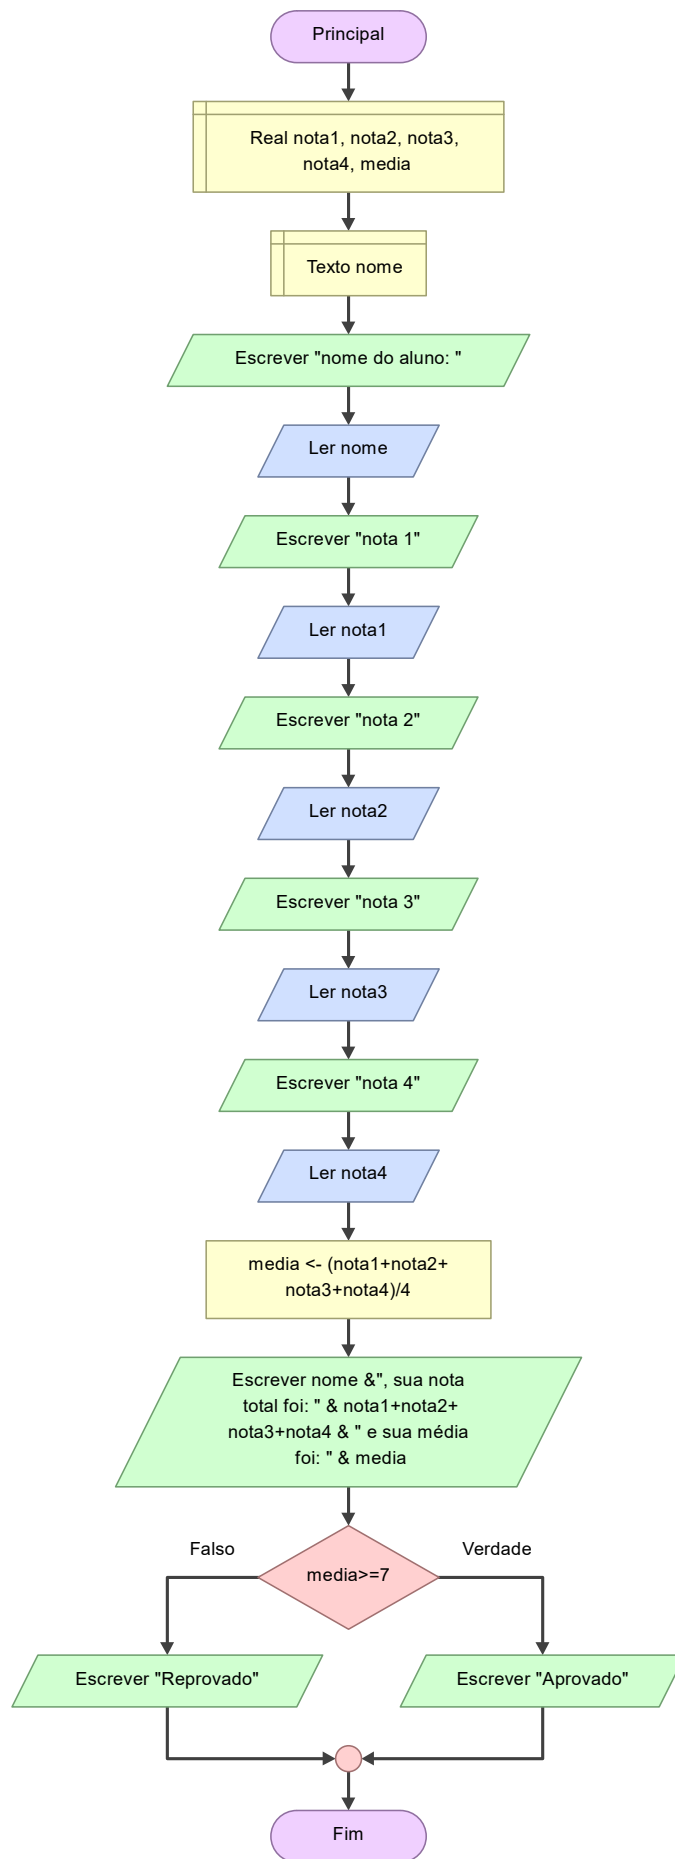 Principal
Real nota1, nota2, nota3,
nota4, media
Texto nome
Escrever "nome do aluno: "
Ler nome
Escrever "nota 1"
Ler nota1
Escrever "nota 2"
Ler nota2
Escrever "nota 3"
Ler nota3
Escrever "nota 4"
Ler nota4
media <- (nota1+nota2+
nota3+nota4)/4
Escrever nome &", sua nota
total foi: " & nota1+nota2+
nota3+nota4 & " e sua média
foi: " & media
Falso
Verdade
media>=7
Escrever "Reprovado"
Escrever "Aprovado"
Fim